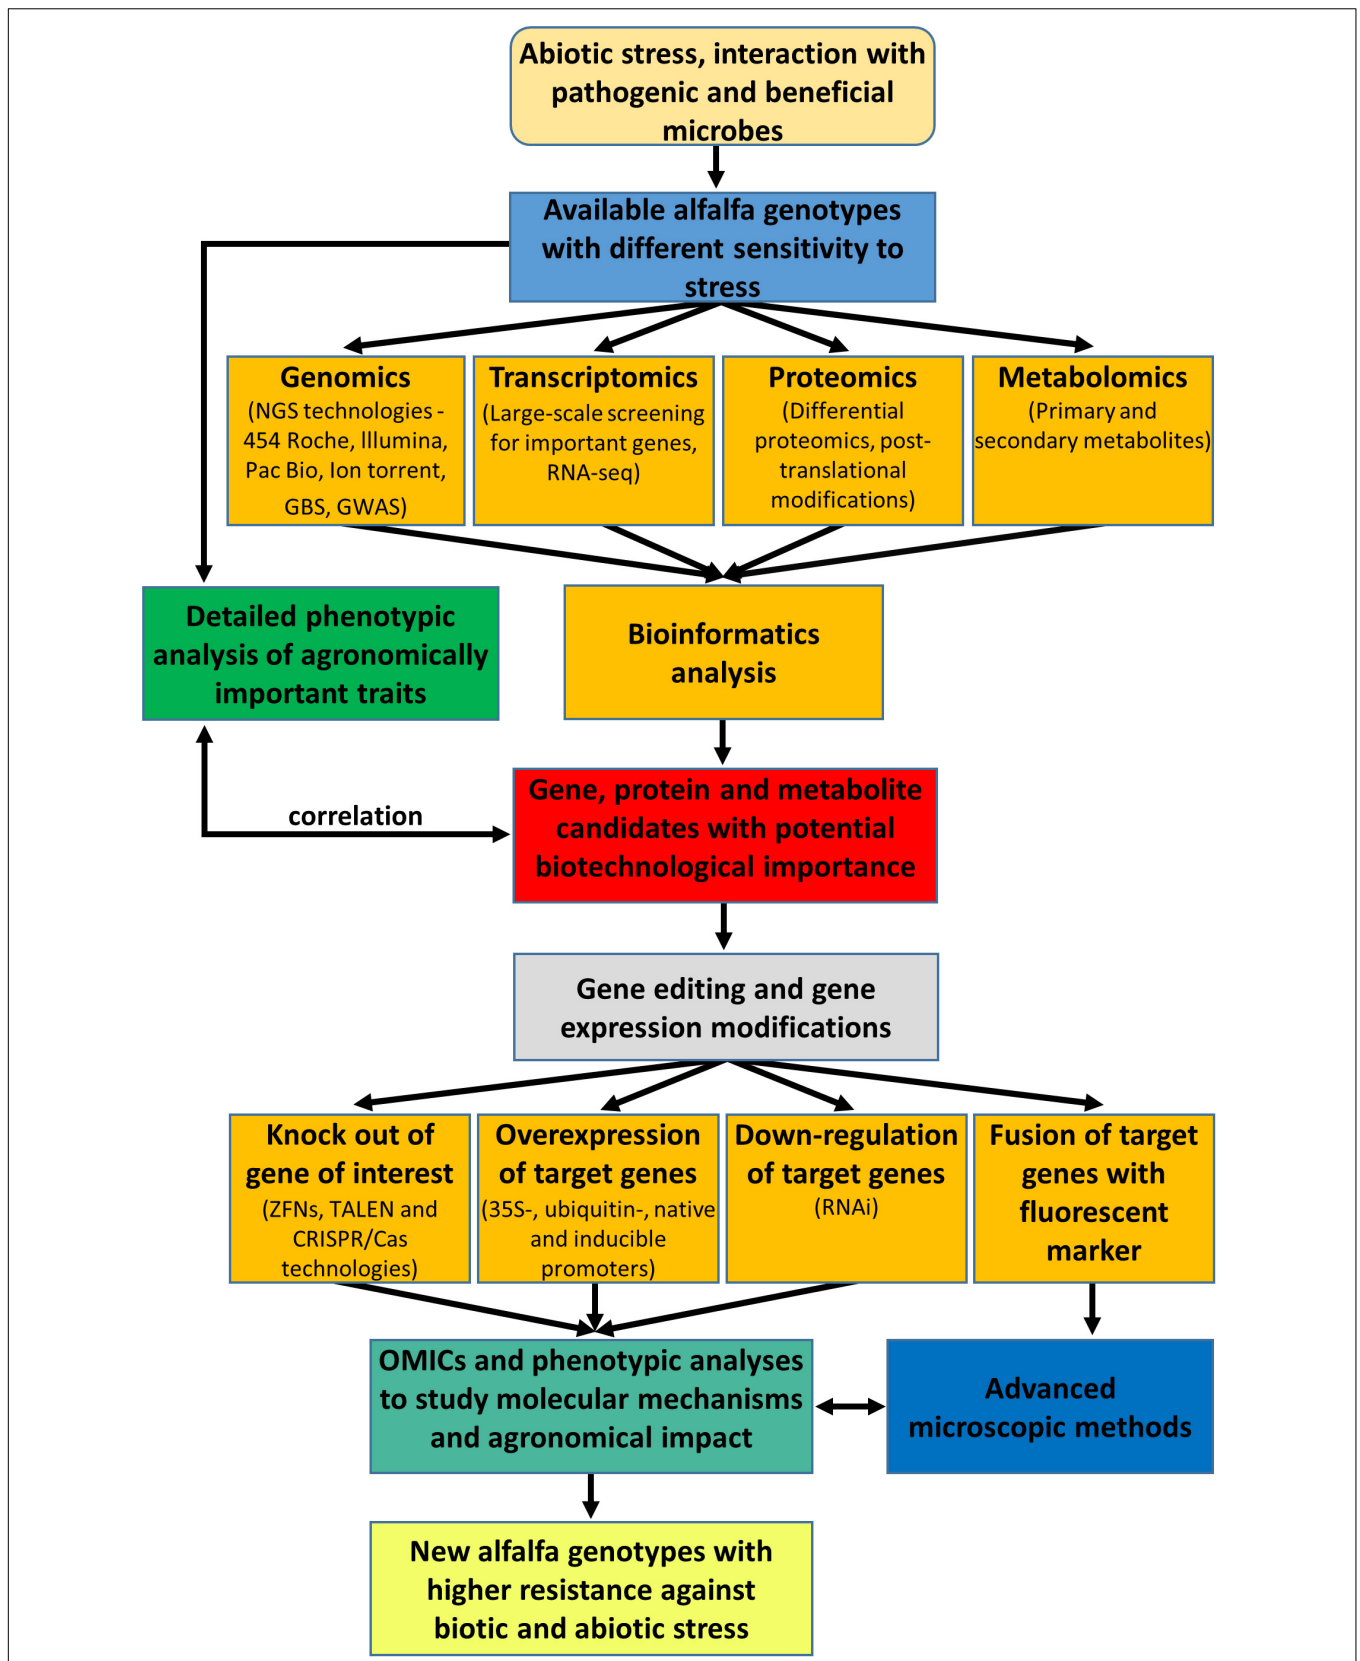 Abiotic stress, interaction with
pathogenic and beneficial
microbes
Available alfalfa genotypes
with different sensitivity to
stress
Genomics
(NGS technologies -
454 Roche, Illumina,
Pac Bio, Ion torrent,
GBS, GWAS)
Transcriptomics
(Large-scale screening
for important genes,
RNA-seq)
Proteomics
(Differential
proteomics, post-
translational
modifications)
Metabolomics
(Primary and
secondary metabolites)
Detailed phenotypic
analysis of agronomically
important traits
Bioinformatics
analysis
correlation
Gene, protein and metabolite
candidates with potential
biotechnological importance
Gene editing and gene
expression modifications
Knock out of
gene of interest
(ZFNs, TALEN and
CRISPR/Cas
technologies)
Overexpression
of target genes
(35S-, ubiquitin-, native
and inducible
promoters)
Down-regulation
of target genes
(RNAi)
Fusion of target
genes with
fluorescent
marker
OMICs and phenotypic analyses
to study molecular mechanisms
and agronomical impact
Advanced
microscopic methods
New alfalfa genotypes with
higher resistance against
biotic and abiotic stress